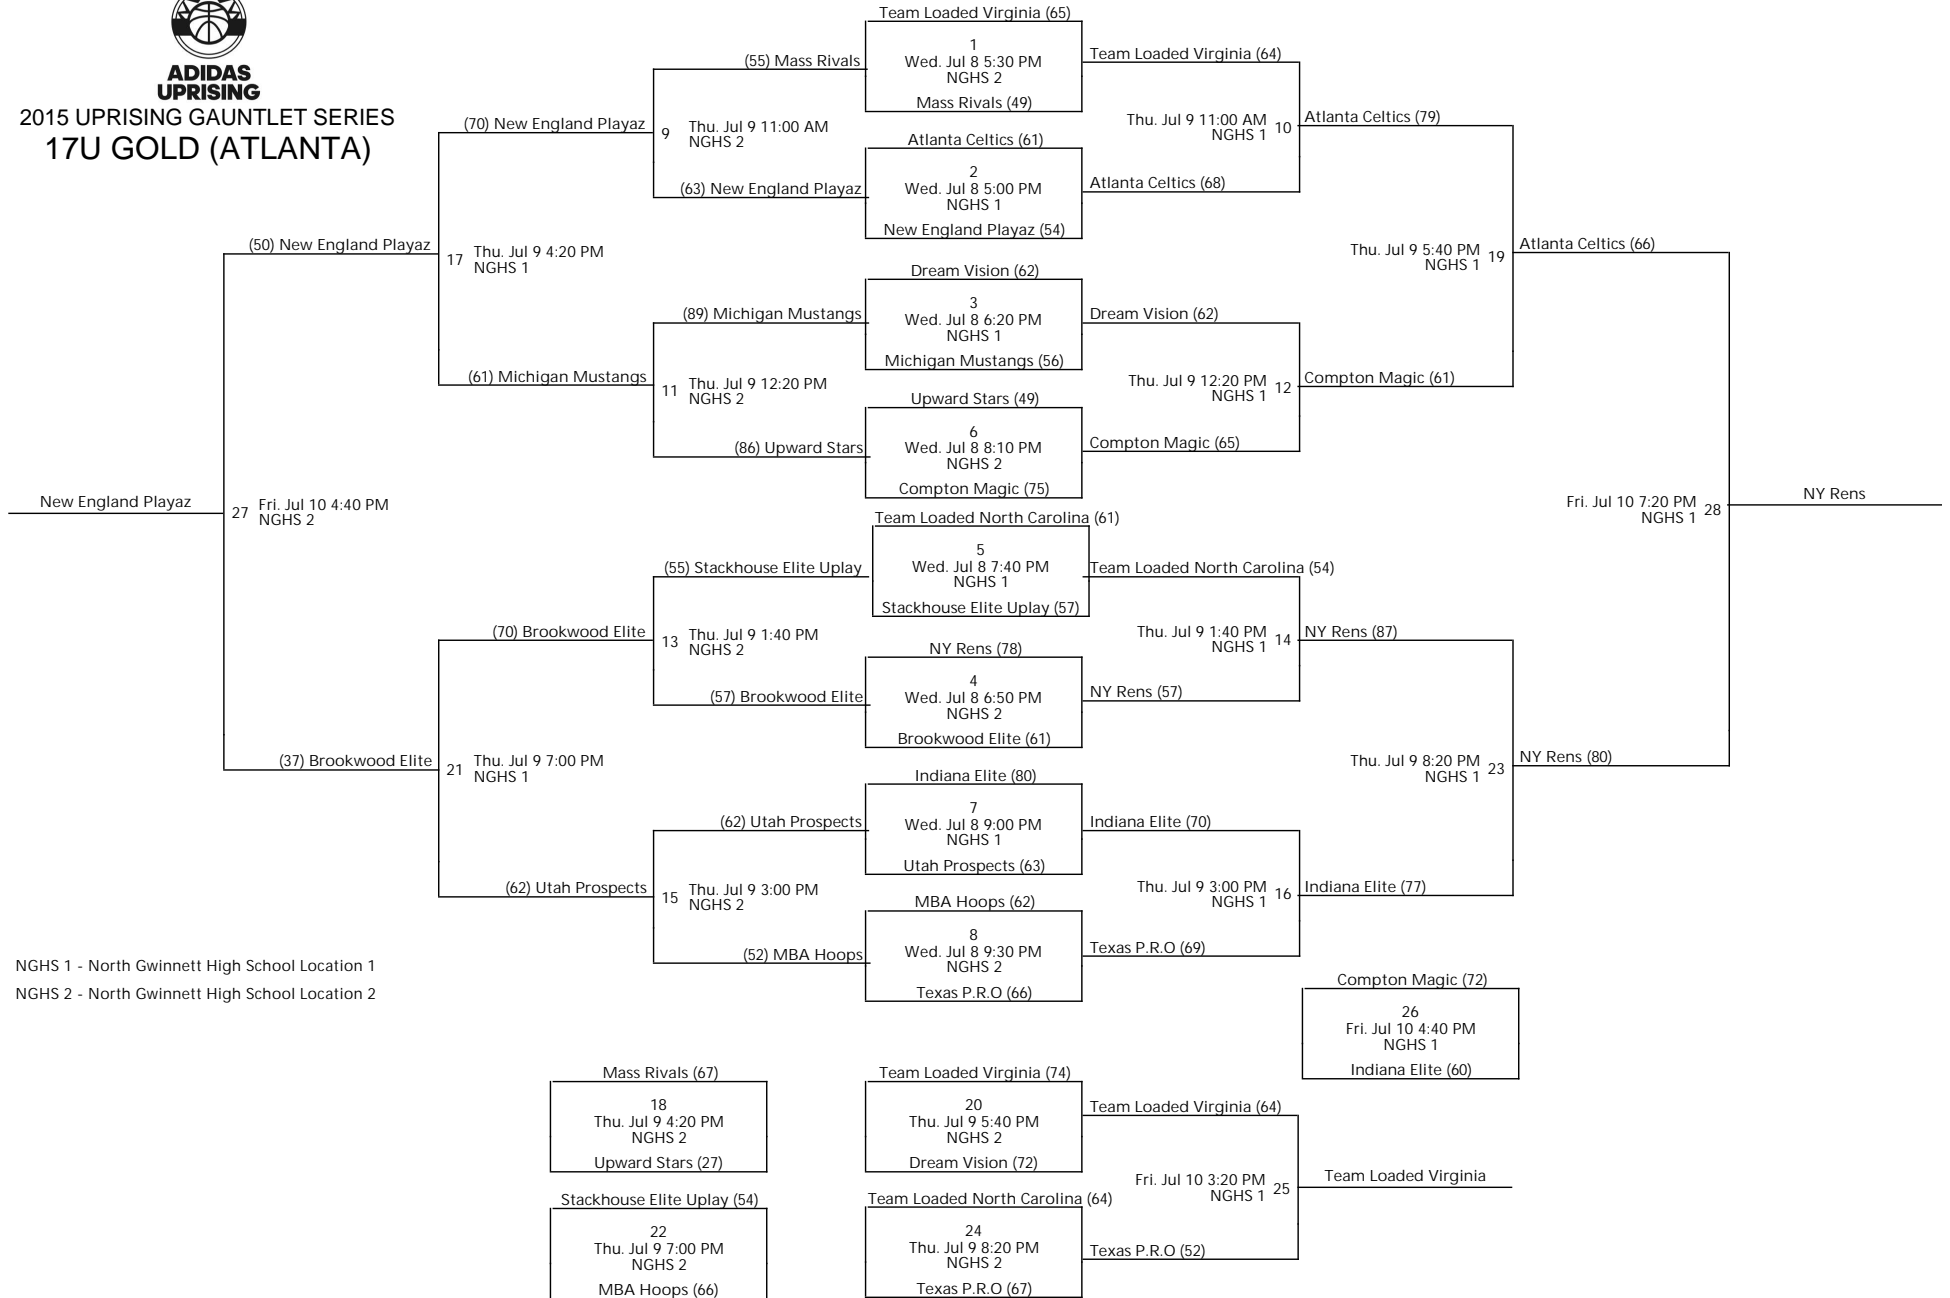 ADIDAS
UPRISING
2015 UPRISING GAUNTLET SERIES
17U GOLD (ATLANTA)
Team Loaded Virginia (65)
1
Wed. Jul 8 5:30 PM
NGHS 2
Mass Rivals (49)
Atlanta Celtics (61)
2
Wed. Jul 8 5:00 PM
NGHS 1
New England Playaz (54)
Dream Vision (62)
3
Wed. Jul 8 6:20 PM
NGHS 1
Michigan Mustangs (56)
Upward Stars (49)
6
Wed. Jul 8 8:10 PM
NGHS 2
Compton Magic (75)
Team Loaded North Carolina (61)
5
Wed. Jul 8 7:40 PM
NGHS 1
Stackhouse Elite Uplay (57)
NY Rens (78)
4
Wed. Jul 8 6:50 PM
NGHS 2
Brookwood Elite (61)
Indiana Elite (80)
7
Wed. Jul 8 9:00 PM
NGHS 1
Utah Prospects (63)
MBA Hoops (62)
8
Wed. Jul 8 9:30 PM
NGHS 2
Texas P.R.O (66)
(55) Mass Rivals
9 Thu. Jul 9 11:00 AM
NGHS 2
(63) New England Playaz
(89) Michigan Mustangs
11 Thu. Jul 9 12:20 PM
NGHS 2
(86) Upward Stars
(55) Stackhouse Elite Uplay
13 Thu. Jul 9 1:40 PM
NGHS 2
(57) Brookwood Elite
(62) Utah Prospects
15 Thu. Jul 9 3:00 PM
NGHS 2
(52) MBA Hoops
(70) New England Playaz
17 Thu. Jul 9 4:20 PM
NGHS 1
(61) Michigan Mustangs
(70) Brookwood Elite
21 Thu. Jul 9 7:00 PM
NGHS 1
(62) Utah Prospects
(50) New England Playaz
27 Fri. Jul 10 4:40 PM
NGHS 2
(37) Brookwood Elite
New England Playaz
Team Loaded Virginia (64)
Thu. Jul 9 11:00 AM 10
NGHS 1
Atlanta Celtics (68)
Dream Vision (62)
Thu. Jul 9 12:20 PM 12
NGHS 1
Compton Magic (65)
Team Loaded North Carolina (54)
Thu. Jul 9 1:40 PM 14
NGHS 1
NY Rens (57)
Indiana Elite (70)
Thu. Jul 9 3:00 PM 16
NGHS 1
Texas P.R.O (69)
Atlanta Celtics (79)
Thu. Jul 9 5:40 PM 19
NGHS 1
Compton Magic (61)
NY Rens (87)
Thu. Jul 9 8:20 PM 23
NGHS 1
Indiana Elite (77)
Atlanta Celtics (66)
Fri. Jul 10 7:20 PM 28
NGHS 1
NY Rens (80)
NY Rens
NGHS 1 - North Gwinnett High School Location 1
NGHS 2 - North Gwinnett High School Location 2
Compton Magic (72)
26
Fri. Jul 10 4:40 PM
NGHS 1
Indiana Elite (60)
Mass Rivals (67)
18
Thu. Jul 9 4:20 PM
NGHS 2
Upward Stars (27)
Stackhouse Elite Uplay (54)
22
Thu. Jul 9 7:00 PM
NGHS 2
MBA Hoops (66)
Team Loaded Virginia (74)
20
Thu. Jul 9 5:40 PM
NGHS 2
Dream Vision (72)
Team Loaded North Carolina (64)
24
Thu. Jul 9 8:20 PM
NGHS 2
Texas P.R.O (67)
Team Loaded Virginia (64)
Fri. Jul 10 3:20 PM 25
NGHS 1
Texas P.R.O (52)
Team Loaded Virginia